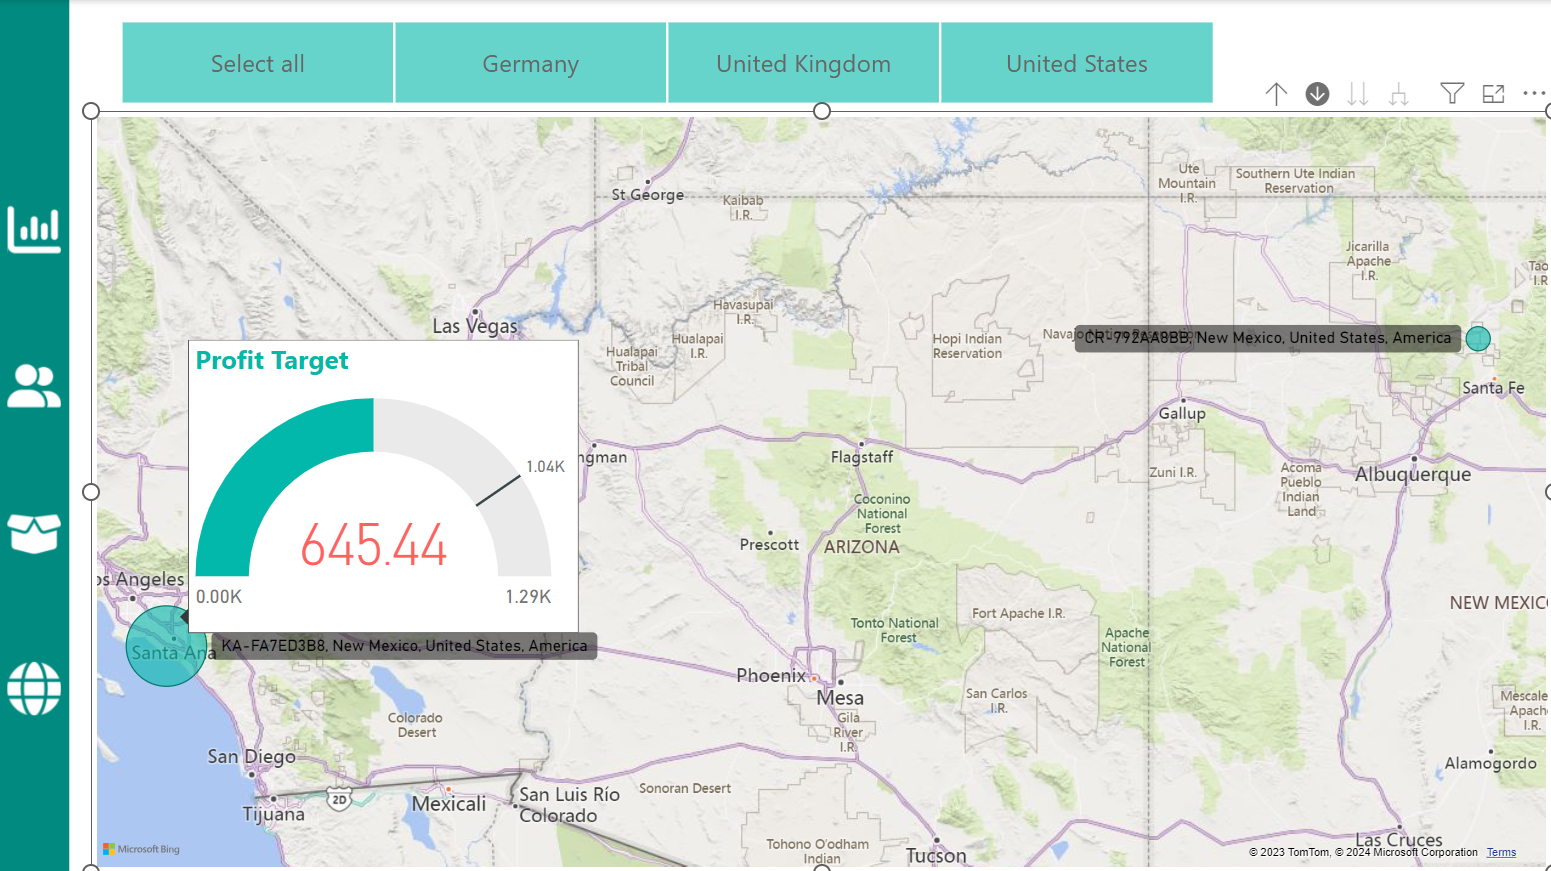 Select all
Germany
United Kingdom
United States
St George
Kaibab
I.R.
Ute
Mountain
I.R.
Southern Ute Indian
Reservation
Jicarilla
Apache
I.R.
Tao
I.R.
Las Vegas
Havasupai
I.R.
Hualapai
I.R.
Hualapai
Tribal
Council
Hopi Indian
Reservation
CR-792AA8BB, New Mexico, United States, America
Santa Fe
Profit Target
1.04K
645.44
0.00K
1.29K
ngman
Flagstaff
Gallup
Zuni I.R.
Acoma
Pueblo
Indian
Land
Albuquerque
Coconino
National
Forest
Prescott
ARIZONA
os Angeles
NEW MEXICO
Fort Apache I.R.
Tonto National
Forest
Apache
National
Forest
KA-FA7ED3B8, New Mexico, United States, America
Santa Ana
Phoenix
Mesa
San Carlos
I.R.
Gila
River
I.R.
Mescale
Apach
I.R.
Colorado
Desert
San Diego
Alamogordo
2D
Tijuana
Mexicali
San Luis Río
Colorado
Sonoran Desert
Tohono O'odham
Indian
Tucson
Las Cruces
Microsoft Bing
© 2023 TomTom, © 2024 Microsoft Corporation Terms